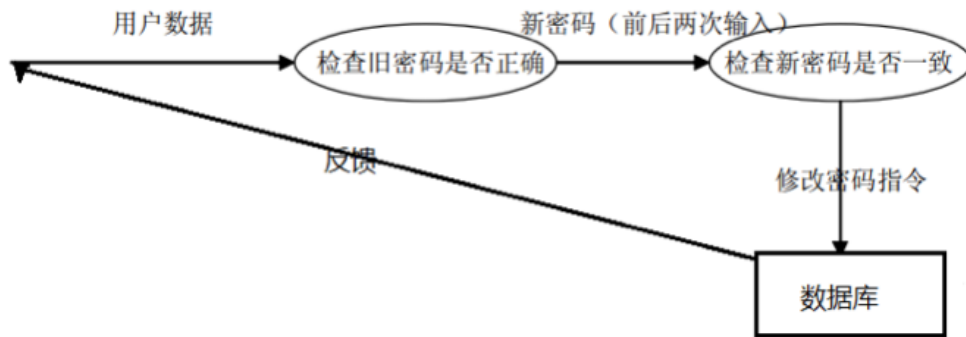 用户数据
新密码（前后两次输入）
检查旧密码是否正确
检查新密码是否一致
反馈
修改密码指令
数据库